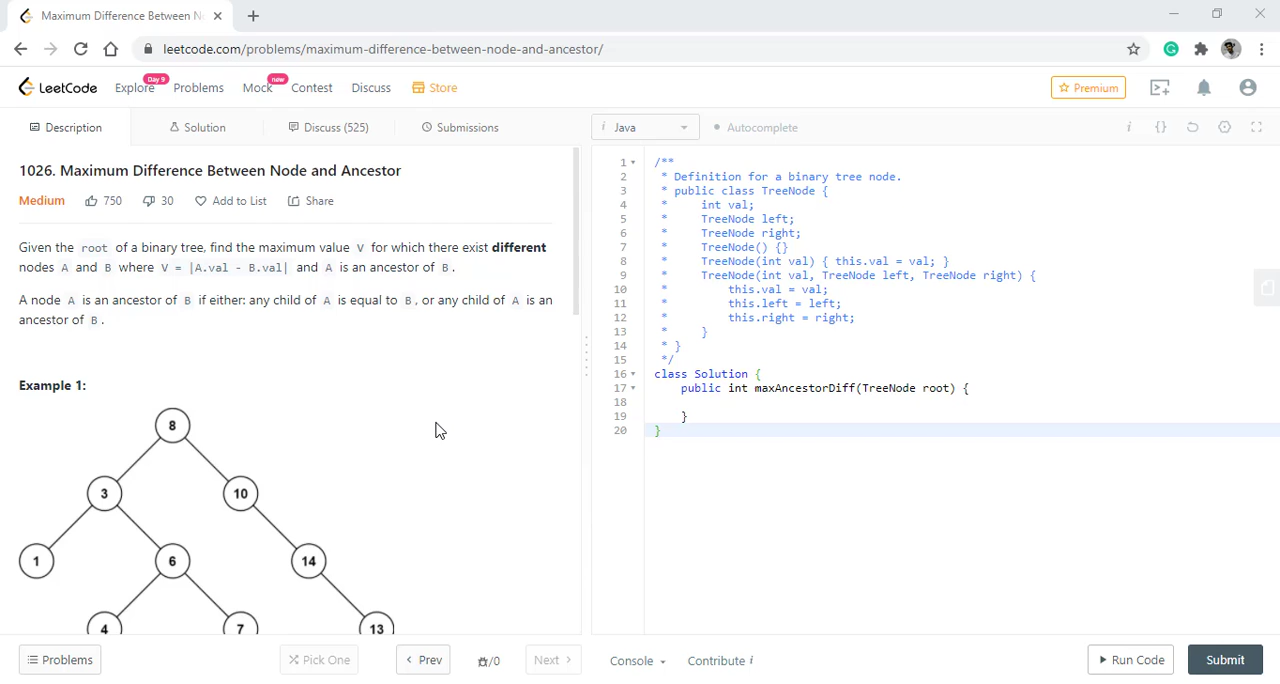 Maximum Difference Between N
leetcode.com/problems/maximum-difference-between-node-and-ancestor/
LeetCode
Explore
Day 9
Problems
Mock
new
Contest
Discuss
Store
Premium
Description
Solution
Discuss (525)
Submissions
i Java
Autocomplete
1026. Maximum Difference Between Node and Ancestor
Medium
750
30
Add to List
Share
Given the root of a binary tree, find the maximum value V for which there exist different
nodes A and B where V = |A.val - B.val| and A is an ancestor of B.
A node A is an ancestor of B if either: any child of A is equal to B, or any child of A is an
ancestor of B.
Example 1:
8
3 10
1 6 14
4 7 13
1 /**
2 * Definition for a binary tree node.
3 * public class TreeNode {
4 * int val;
5 * TreeNode left;
6 * TreeNode right;
7 * TreeNode() {}
8 * TreeNode(int val) { this.val = val; }
9 * TreeNode(int val, TreeNode left, TreeNode right) {
10 * this.val = val;
11 * this.left = left;
12 * this.right = right;
13 * }
14 * }
15 */
16 class Solution {
17 public int maxAncestorDiff(TreeNode root) {
18
19 }
20 }
Problems
Pick One
Prev
/0
Next
Console
Contribute i
Run Code
Submit